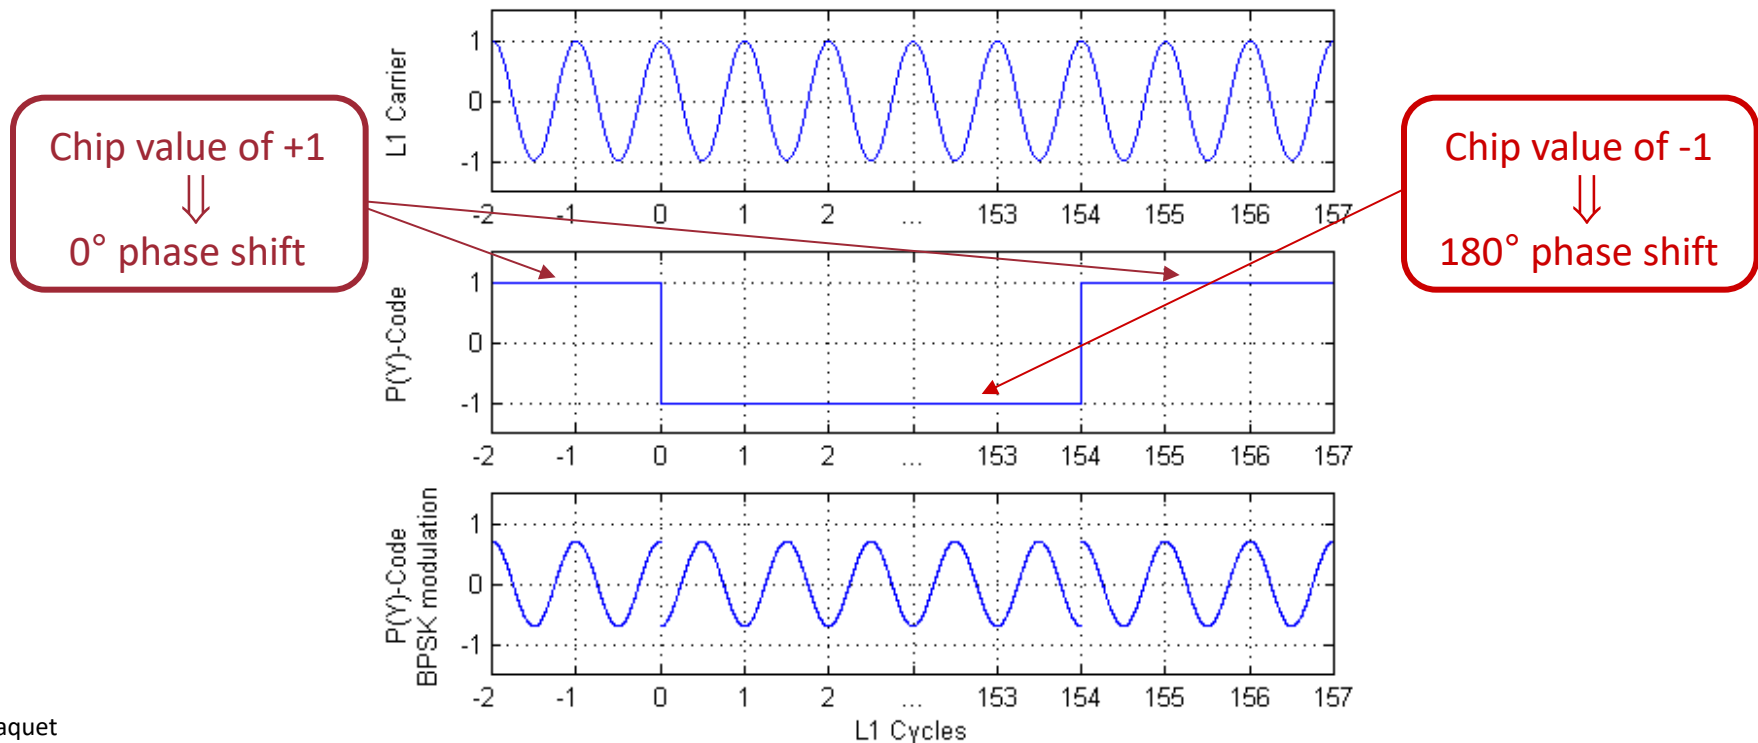 Chip value of +1
⇓
0° phase shift
Chip value of -1
⇓
180° phase shift
L1 Carrier
1
0
-1
-2 -1 0 1 2 ... 153 154 155 156 157
P(Y)-Code
1
0
-1
-2 -1 0 1 2 ... 153 154 155 156 157
P(Y)-Code
BPSK modulation
1
0
-1
-2 -1 0 1 2 ... 153 154 155 156 157
L1 Cycles
aquet